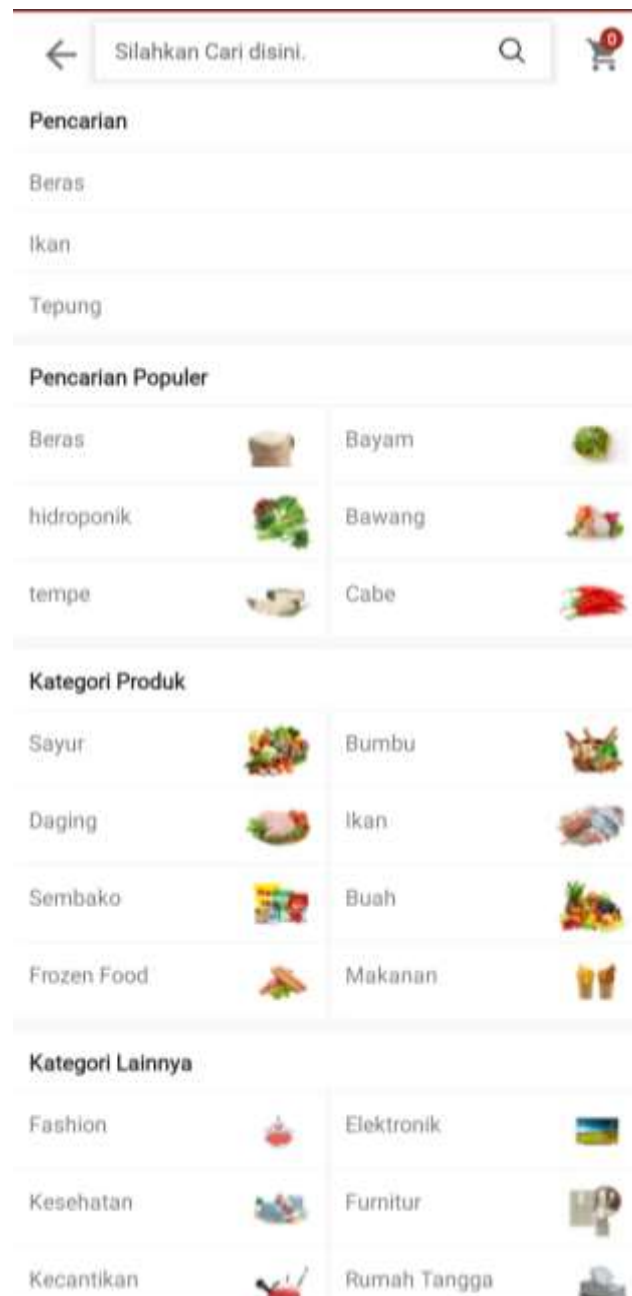 Silahkan Cari disini.
0
Pencarian
Beras
Ikan
Tepung
Pencarian Populer
Beras
Bayam
hidroponik
Bawang
tempe
Cabe
Kategori Produk
Sayur
Bumbu
Daging
Ikan
Sembako
Buah
Frozen Food
Makanan
Kategori Lainnya
Fashion
Elektronik
Kesehatan
Furnitur
Kecantikan
Rumah Tangga